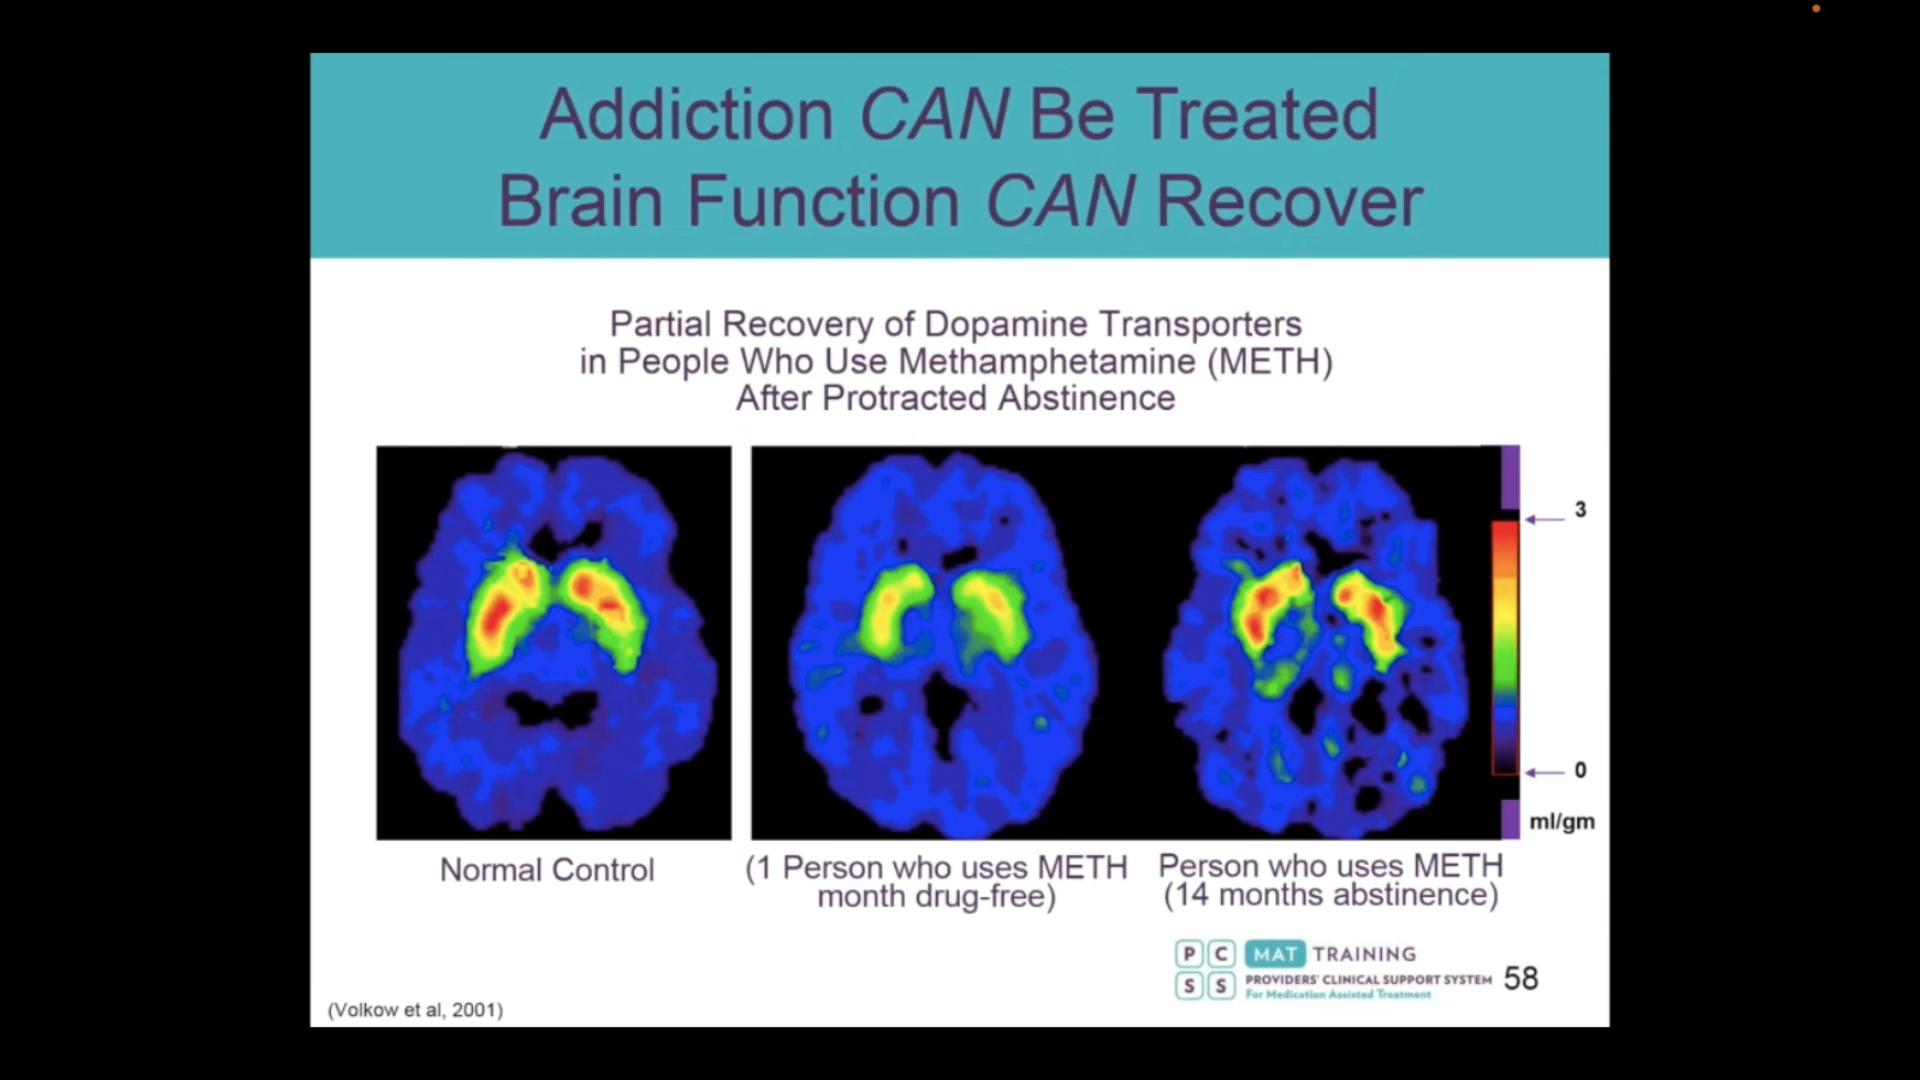 Addiction CAN Be Treated
Brain Function CAN Recover
Partial Recovery of Dopamine Transporters
in People Who Use Methamphetamine (METH)
After Protracted Abstinence
3
0
ml/gm
Normal Control
(1 Person who uses METH
month drug-free)
Person who uses METH
(14 months abstinence)
P C
S S
MAT TRAINING
PROVIDERS' CLINICAL SUPPORT SYSTEM
For Medication Assisted Treatment
58
(Volkow et al, 2001)